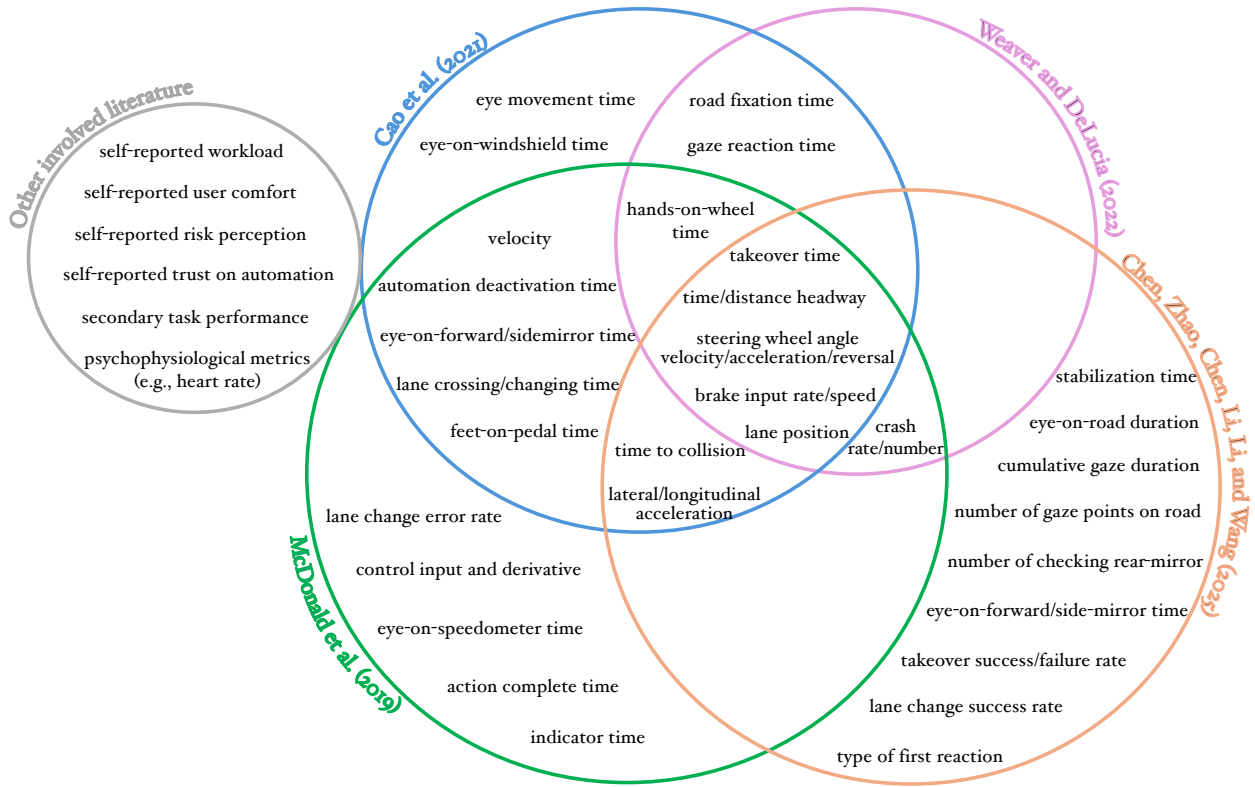 Other involved literature
self-reported workload
self-reported user comfort
self-reported risk perception
self-reported trust on automation
secondary task performance
psychophysiological metrics
(e.g., heart rate)
Cao et al. (2021)
eye movement time
eye-on-windshield time
Weaver and DeLucia (2022)
road fixation time
gaze reaction time
hands-on-wheel
time
velocity
automation deactivation time
eye-on-forward/sidemirror time
lane crossing/changing time
feet-on-pedal time
takeover time
time/distance headway
steering wheel angle
velocity/acceleration/reversal
brake input rate/speed
lane position
crash
rate/number
time to collision
lateral/longitudinal
acceleration
McDonald et al. (2019)
lane change error rate
control input and derivative
eye-on-speedometer time
action complete time
indicator time
Chen, Zhao, Chen, Li, Li, and Wang (2025)
stabilization time
eye-on-road duration
cumulative gaze duration
number of gaze points on road
number of checking rear-mirror
eye-on-forward/side-mirror time
takeover success/failure rate
lane change success rate
type of first reaction